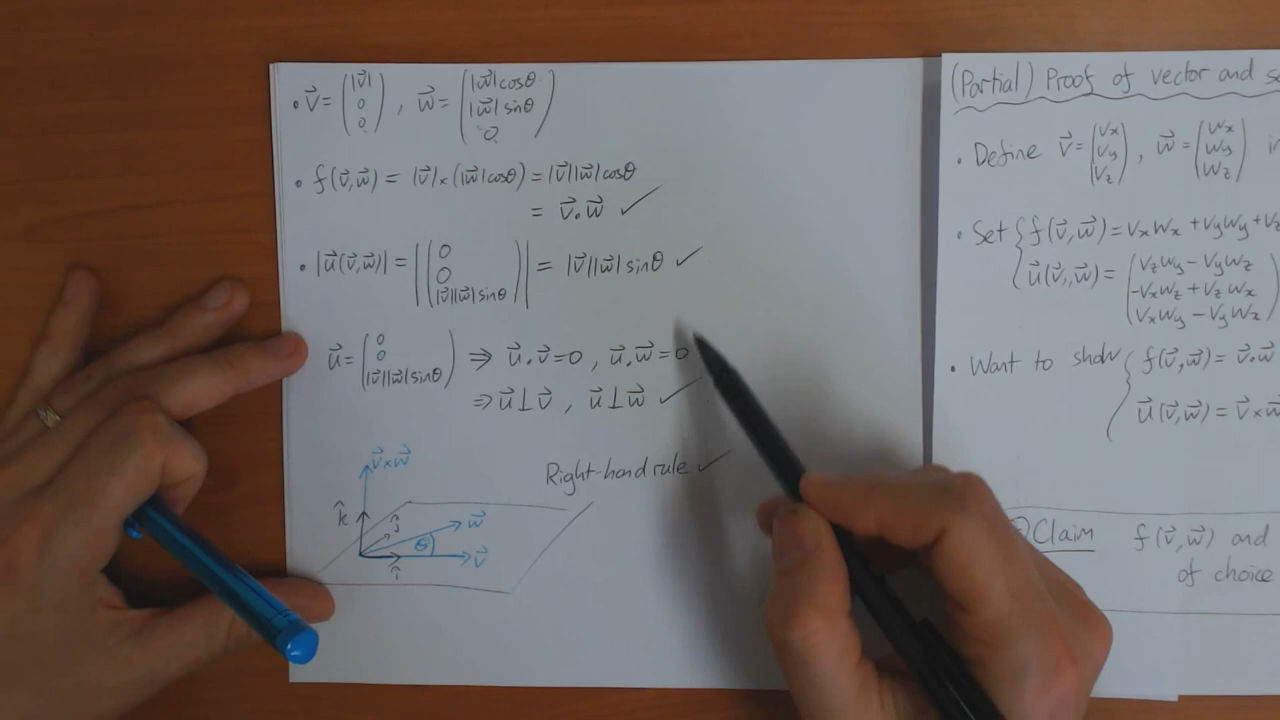 • v⃗ = (|v⃗| 0 0), w⃗ = (|w⃗|cosθ |w⃗|sinθ 0)
• f(v⃗,w⃗) = |v⃗|×(|w⃗|cosθ) = |v⃗||w⃗|cosθ
= v⃗·w⃗ ✓
• |u⃗(v⃗,w⃗)| = |(0 0 |v⃗||w⃗|sinθ)| = |v⃗||w⃗|sinθ ✓
u⃗ = (0 0 |v⃗||w⃗|sinθ) ⇒ u⃗·v⃗=0, u⃗·w⃗=0
⇒ u⃗⊥v⃗, u⃗⊥w⃗ ✓
v⃗×w⃗
Right-hand rule ✓
k̂ ĵ w⃗
θ v⃗
î
(Partial) Proof of vector and
• Define v⃗ = (vx vy vz), w⃗ = (wx wy wz)
• Set { f(v⃗,w⃗) = vxwx + vywy + vz
u⃗(v⃗,w⃗) = (vzwy - vywz -vxwz + vzwx vxwy - vywx)
• Want to show { f(v⃗,w⃗) = v⃗·w⃗
u⃗(v⃗,w⃗) = v⃗×w⃗
Claim f(v⃗,w⃗) and
of choice